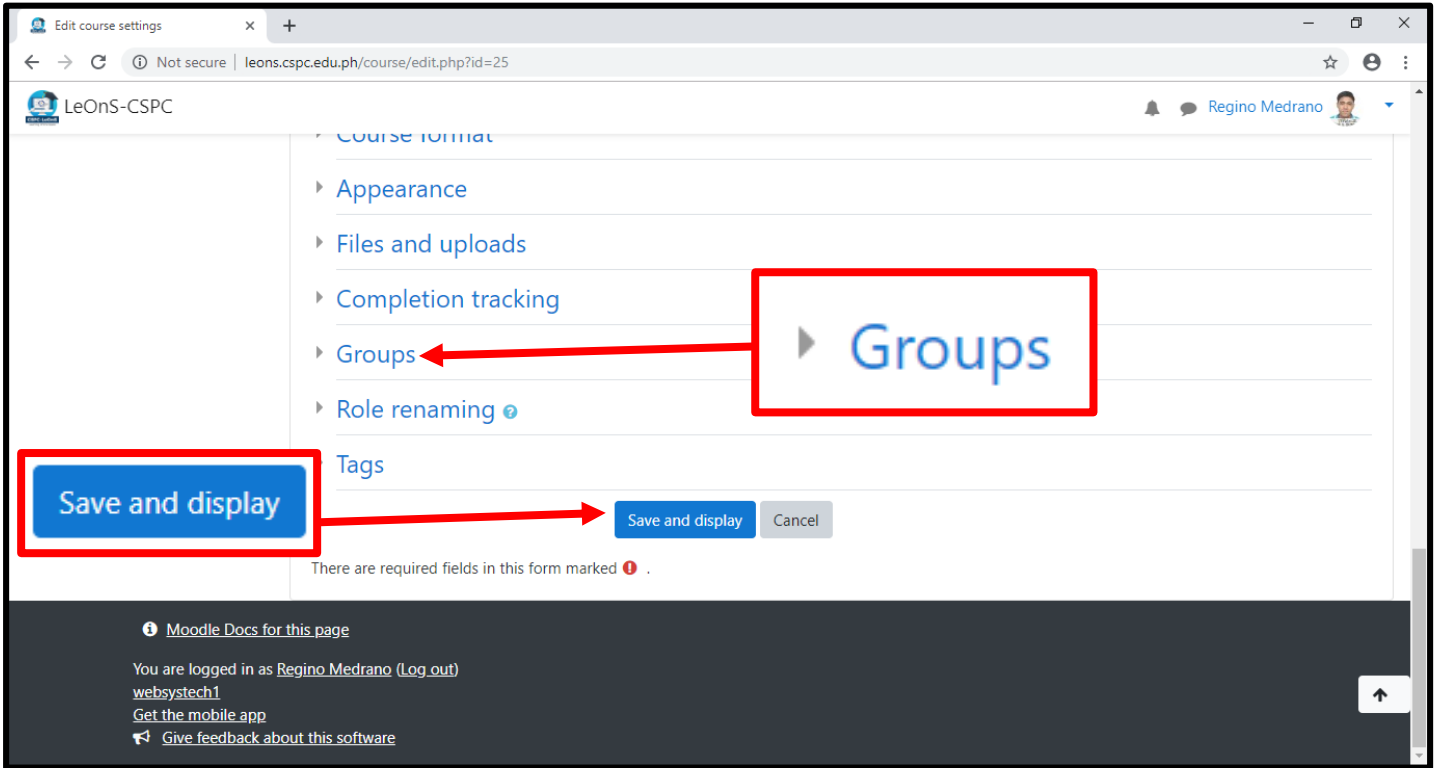 Edit course settings
Not secure | leons.cspc.edu.ph/course/edit.php?id=25
LeOnS-CSPC
Regino Medrano
Course format
Appearance
Files and uploads
Completion tracking
Groups
Groups
Role renaming
Tags
Save and display
Save and display Cancel
There are required fields in this form marked .
Moodle Docs for this page
You are logged in as Regino Medrano (Log out)
websystech1
Get the mobile app
Give feedback about this software